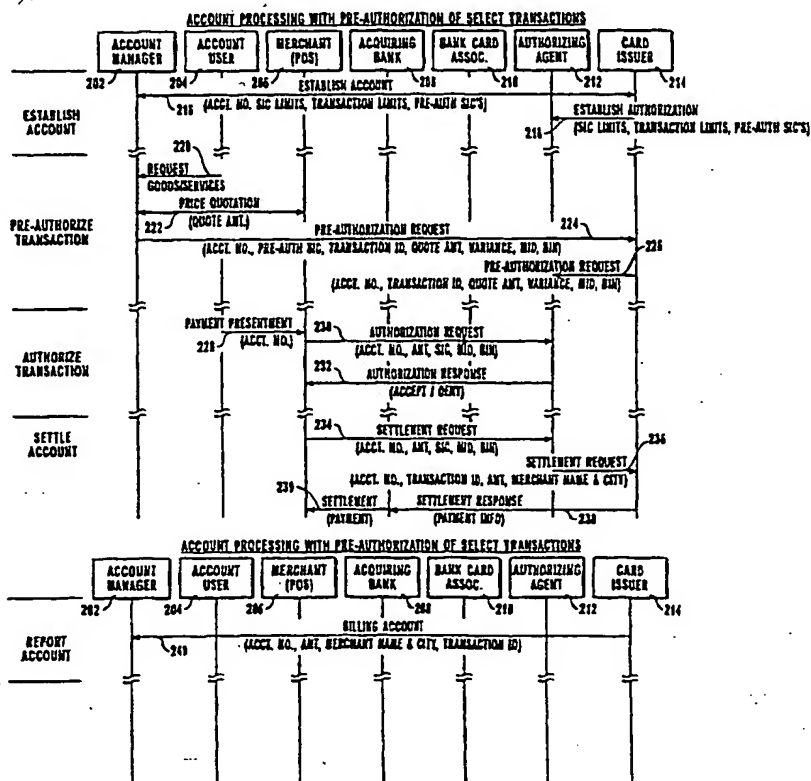 ACCOUNT PROCESSING WITH PRE-AUTHORIZATION OF SELECT TRANSACTIONS
ACCOUNT MANAGER
ACCOUNT USER
MERCHANT (POS)
ACQUIRING BANK
BANK CARD ASSOC.
AUTHORIZING AGENT
CARD ISSUER
202 204 206 208 210 212 214
ESTABLISH ACCOUNT
ESTABLISH ACCOUNT
216
(ACCT. NO. SIC LIMITS, TRANSACTION LIMITS, PRE-AUTH SIC'S)
ESTABLISH AUTHORIZATION
218
(SIC LIMITS, TRANSACTION LIMITS, PRE-AUTH SIC'S)
PRE-AUTHORIZE TRANSACTION
220
REQUEST
GOODS/SERVICES
PRICE QUOTATION
222
(QUOTE AMT.)
PRE-AUTHORIZATION REQUEST
224
(ACCT. NO., PRE-AUTH SIC, TRANSACTION ID, QUOTE AMT, VARIANCE, MID, BIN)
226
PRE-AUTHORIZATION REQUEST
(ACCT. NO., TRANSACTION ID, QUOTE AMT, VARIANCE, MID, BIN)
AUTHORIZE TRANSACTION
PAYMENT PRESENTMENT
228
(ACCT. NO.)
230
AUTHORIZATION REQUEST
(ACCT. NO., AMT, SIC, MID, BIN)
232
AUTHORIZATION RESPONSE
(ACCEPT / DENY)
SETTLE ACCOUNT
234
SETTLEMENT REQUEST
(ACCT. NO., AMT, SIC, MID, BIN)
236
SETTLEMENT REQUEST
(ACCT. NO., TRANSACTION ID, AMT, MERCHANT NAME & CITY)
239
SETTLEMENT
(PAYMENT)
SETTLEMENT RESPONSE
(PAYMENT INFO)
238
ACCOUNT PROCESSING WITH PRE-AUTHORIZATION OF SELECT TRANSACTIONS
ACCOUNT MANAGER
ACCOUNT USER
MERCHANT (POS)
ACQUIRING BANK
BANK CARD ASSOC.
AUTHORIZING AGENT
CARD ISSUER
202 204 206 208 210 212 214
REPORT ACCOUNT
BILLING ACCOUNT
240
(ACCT. NO., AMT, MERCHANT NAME & CITY, TRANSACTION ID)